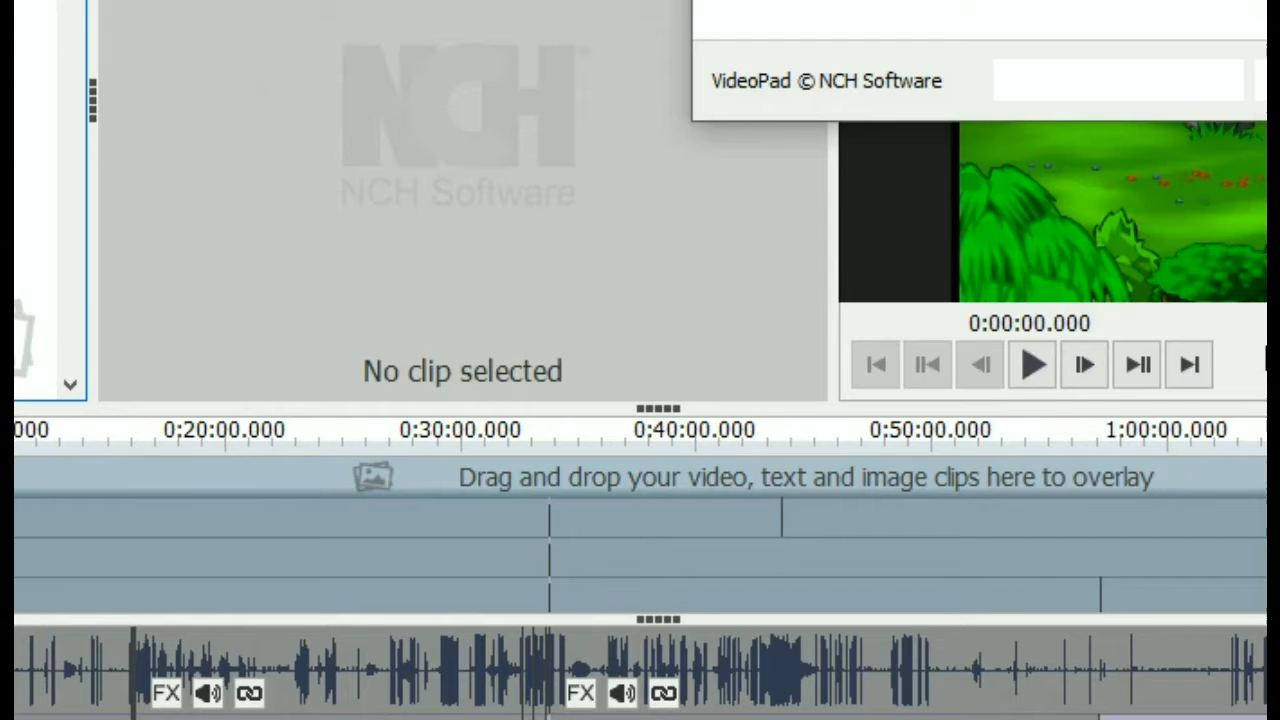 NCH
NCH Software
VideoPad © NCH Software
No clip selected
0:00:00.000
000 0:20:00.000 0:30:00.000 0:40:00.000 0:50:00.000 1:00:00.000
Drag and drop your video, text and image clips here to overlay
FX FX